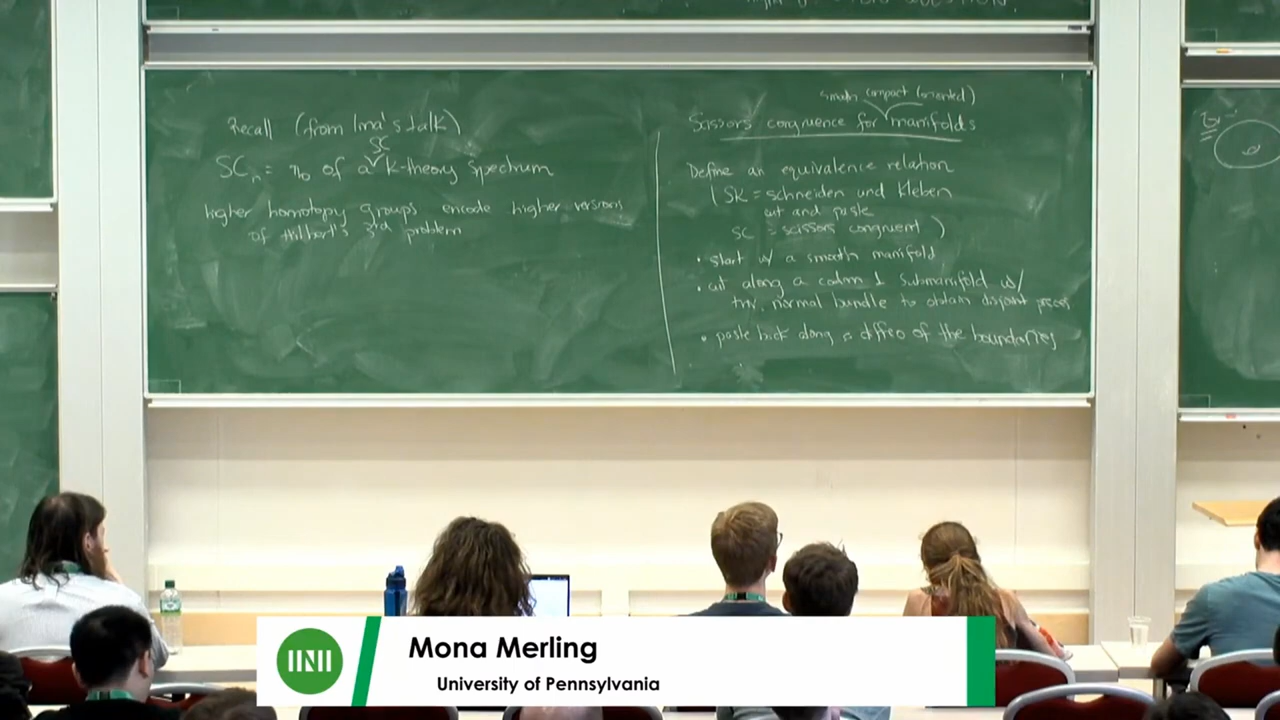 Recall (from Ima's talk)
SC
SCₙ = π₀ of a ∨ K-theory spectrum
higher homotopy groups encode higher versions
of Hilbert's 3rd problem
smooth compact (oriented)
Scissors congruence for manifolds
Define an equivalence relation
(SK = schneiden und kleben
cut and paste
SC = scissors congruent)
• start w/ a smooth manifold
• cut along a codim 1 submanifold w/
triv. normal bundle to obtain disjoint pieces
• paste back along a diffeo of the boundaries
Mona Merling
University of Pennsylvania